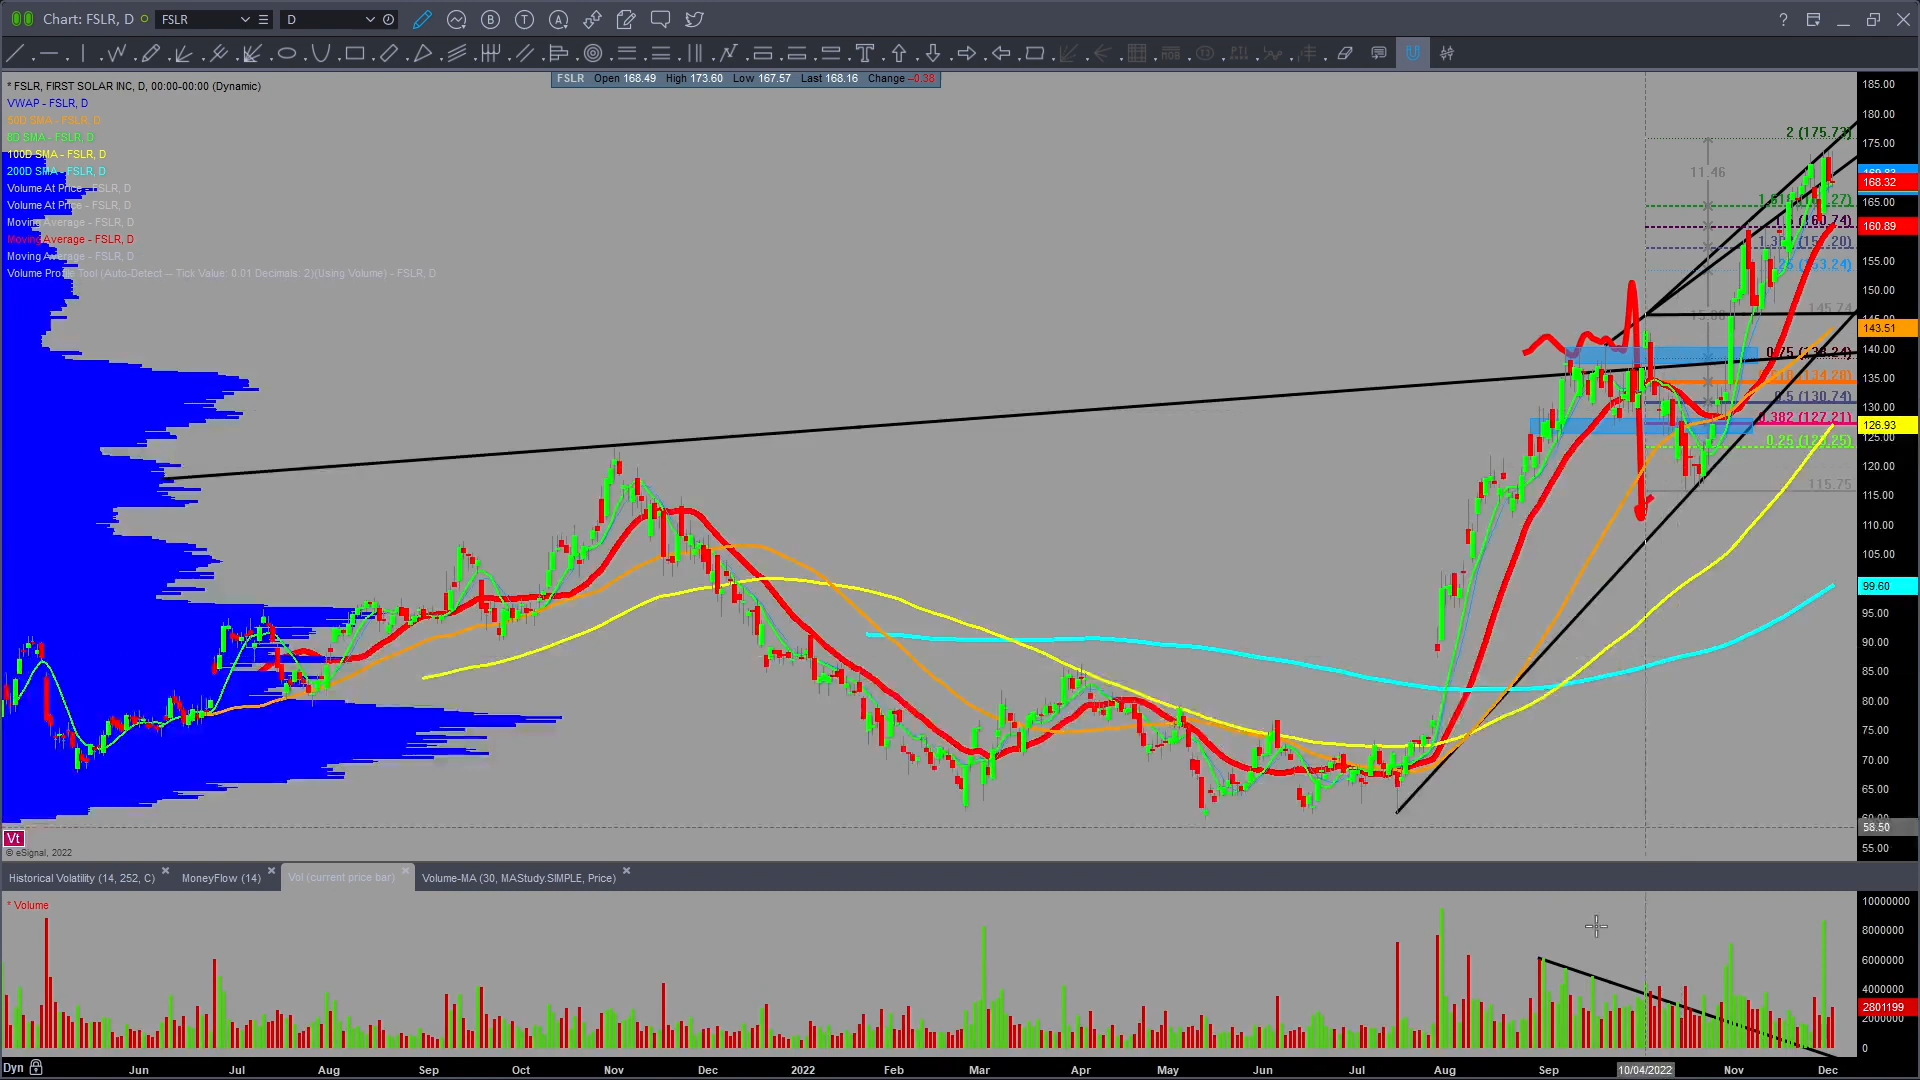 Chart: FSLR, D FSLR D
B T A
FSLR Open 168.49 High 173.60 Low 167.57 Last 168.16 Change -0.38
* FSLR, FIRST SOLAR INC, D, 00:00-00:00 (Dynamic)
VWAP - FSLR, D
50D SMA - FSLR, D
8D SMA - FSLR, D
100D SMA - FSLR, D
200D SMA - FSLR, D
Volume At Price - FSLR, D
Volume At Price - FSLR, D
Moving Average - FSLR, D
Moving Average - FSLR, D
Moving Average - FSLR, D
Volume Profile Tool (Auto-Detect -- Tick Value: 0.01 Decimals: 2)(Using Volume) - FSLR, D
2 (175.73)
11.46
145.74
0.5 (130.74)
0.382 (127.21)
115.75
185.00
180.00
175.00
168.32
165.00
160.89
155.00
150.00
143.51
140.00
135.00
130.00
126.93
125.00
120.00
115.00
110.00
105.00
99.60
95.00
90.00
85.00
80.00
75.00
70.00
65.00
58.50
55.00
Vt
© eSignal, 2022
Historical Volatility (14, 252, C) MoneyFlow (14) Vol (current price bar) Volume-MA (30, MAStudy.SIMPLE, Price)
* Volume
10000000
8000000
6000000
4000000
2801199
2000000
0
Dyn Jun Jul Aug Sep Oct Nov Dec 2022 Feb Mar Apr May Jun Jul Aug Sep 10/04/2022 Nov Dec